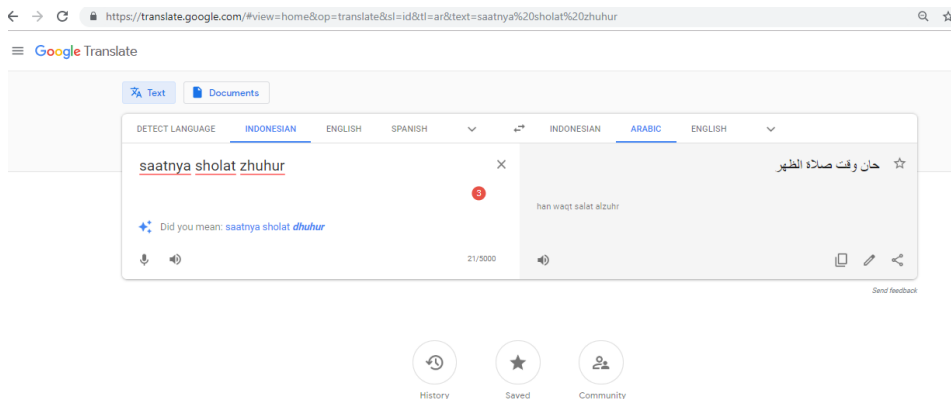 https://translate.google.com/#view=home&op=translate&sl=id&tl=ar&text=saatnya%20sholat%20zhuhur
Google Translate
Text Documents
DETECT LANGUAGE INDONESIAN ENGLISH SPANISH INDONESIAN ARABIC ENGLISH
saatnya sholat zhuhur
حان وقت صلاة الظهر
3
han waqt salat alzuhr
Did you mean: saatnya sholat dhuhur
21/5000
Send feedback
History Saved Community